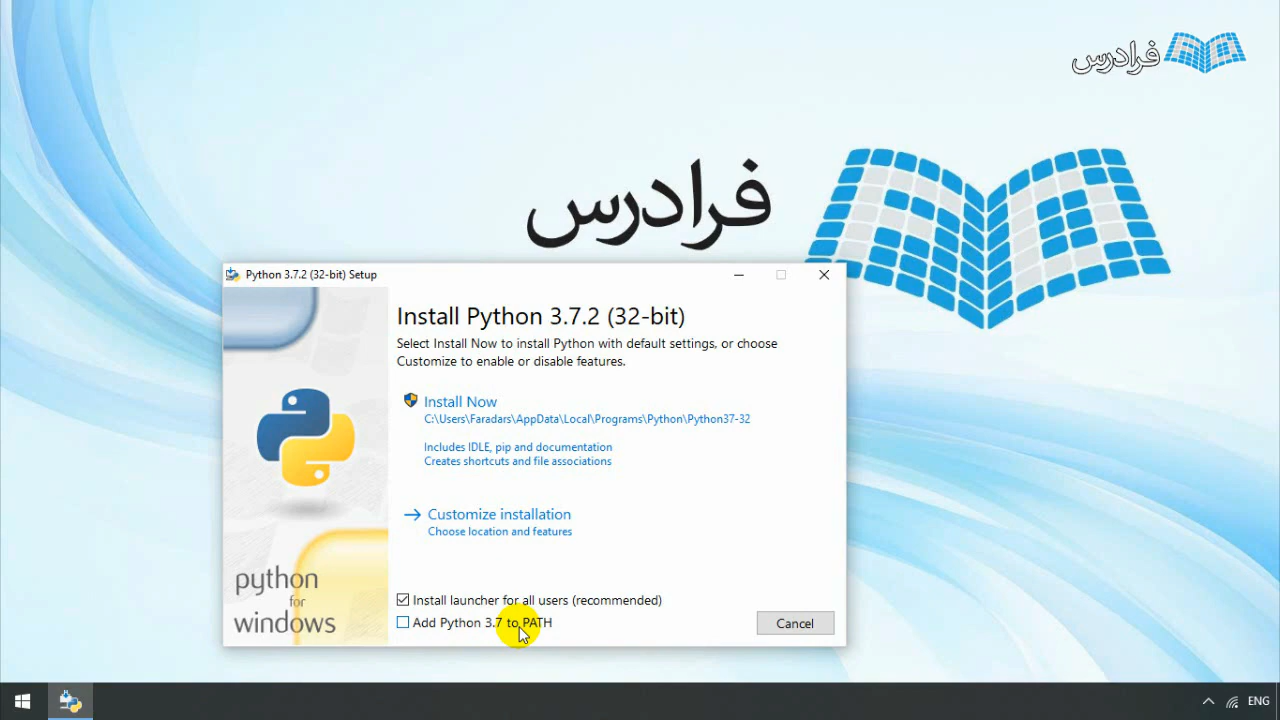 فرادرس
فرادرس
Python 3.7.2 (32-bit) Setup
Install Python 3.7.2 (32-bit)
Select Install Now to install Python with default settings, or choose
Customize to enable or disable features.
Install Now
C:\Users\Faradars\AppData\Local\Programs\Python\Python37-32
Includes IDLE, pip and documentation
Creates shortcuts and file associations
Customize installation
Choose location and features
python
for
windows
Install launcher for all users (recommended)
Add Python 3.7 to PATH
Cancel
ENG